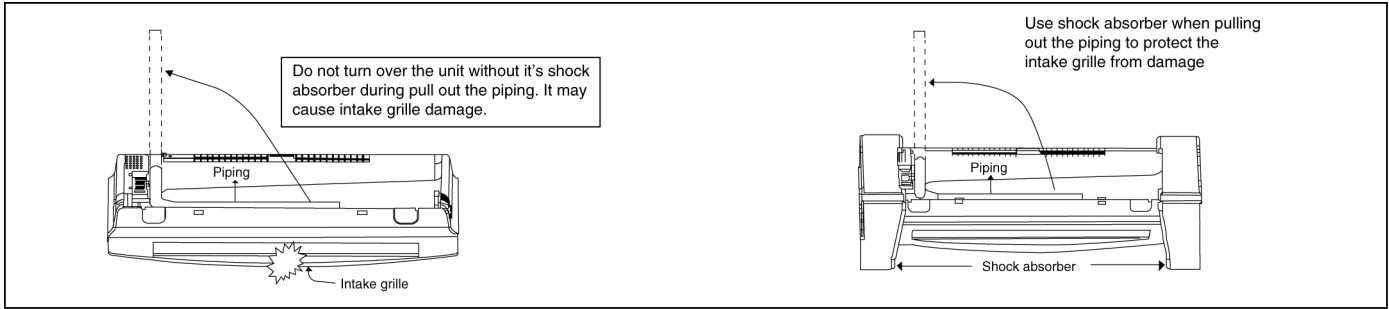 Do not turn over the unit without it's shock
absorber during pull out the piping. It may
cause intake grille damage.
Piping
Intake grille
Use shock absorber when pulling
out the piping to protect the
intake grille from damage
Piping
Shock absorber